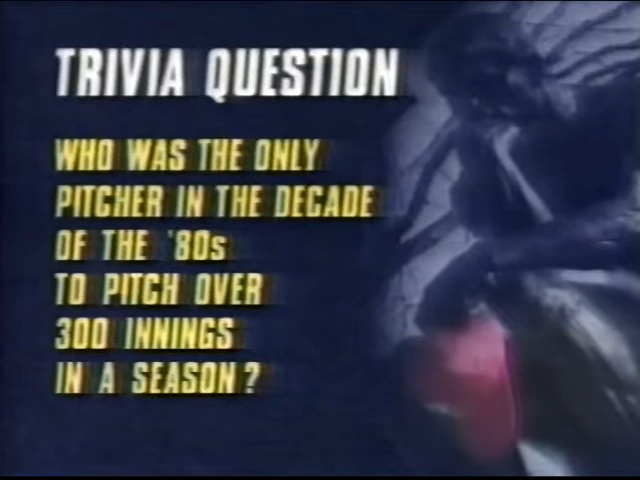 TRIVIA QUESTION
WHO WAS THE ONLY
PITCHER IN THE DECADE
OF THE '80s
TO PITCH OVER
300 INNINGS
IN A SEASON?